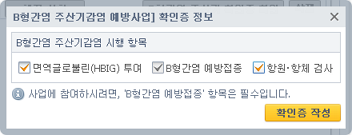 B형간염 주산기감염 예방사업] 확인증 정보
B형간염 주산기감염 시행 항목
면역글로불린(HBIG) 투여 B형간염 예방접종 항원·항체 검사
사업에 참여하시려면, 'B형간염 예방접종' 항목은 필수입니다.
확인증 작성